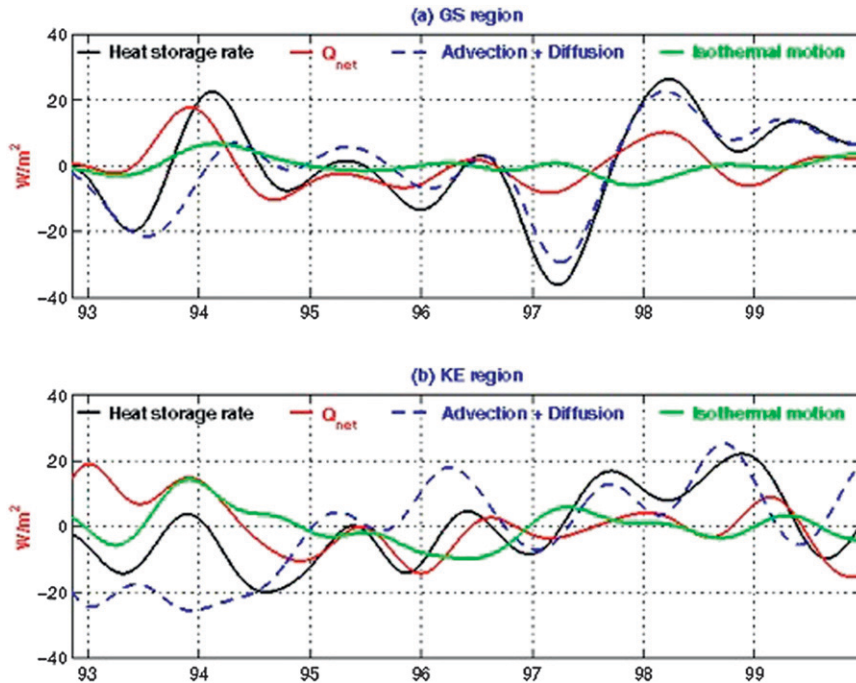 (a) GS region
40
Heat storage rate Qnet Advection + Diffusion Isothermal motion
20
W/m²
0
−20
−40
93 94 95 96 97 98 99
(b) KE region
40
Heat storage rate Qnet Advection + Diffusion Isothermal motion
20
W/m²
0
−20
−40
93 94 95 96 97 98 99